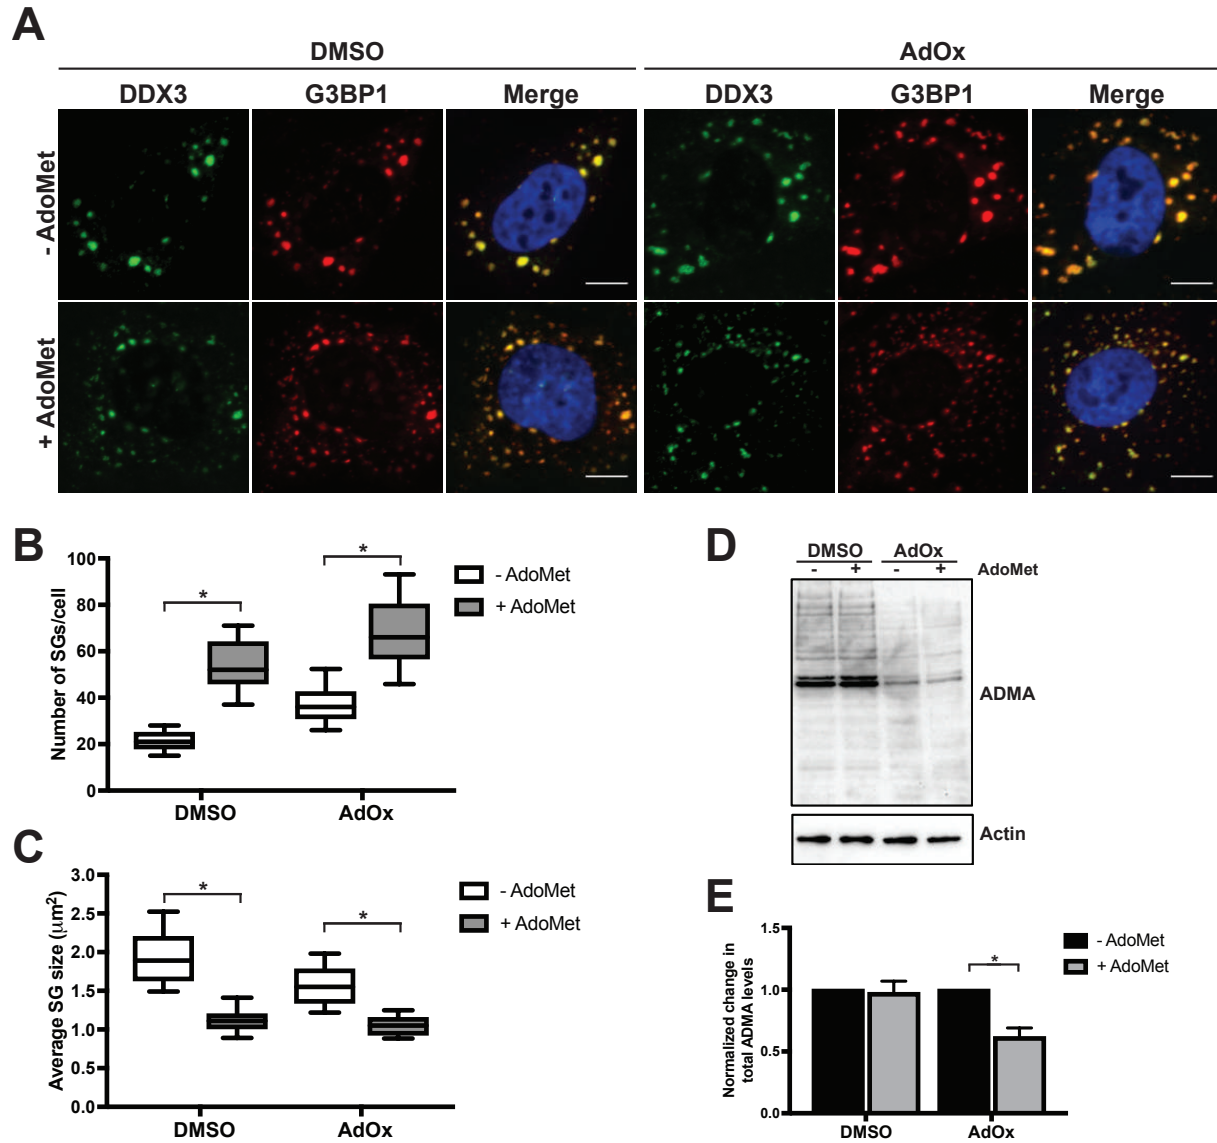 A
DMSO AdOx
DDX3 G3BP1 Merge DDX3 G3BP1 Merge
- AdoMet
+ AdoMet
B
Number of SGs/cell
100
80
60
40
20
0
* *
- AdoMet
+ AdoMet
DMSO AdOx
C
Average SG size (μm²)
3.0
2.5
2.0
1.5
1.0
0.5
0.0
* *
- AdoMet
+ AdoMet
DMSO AdOx
D
DMSO AdOx
- + - + AdoMet
ADMA
Actin
E
Normalized change in
total ADMA levels
1.5
1.0
0.5
0.0
*
- AdoMet
+ AdoMet
DMSO AdOx